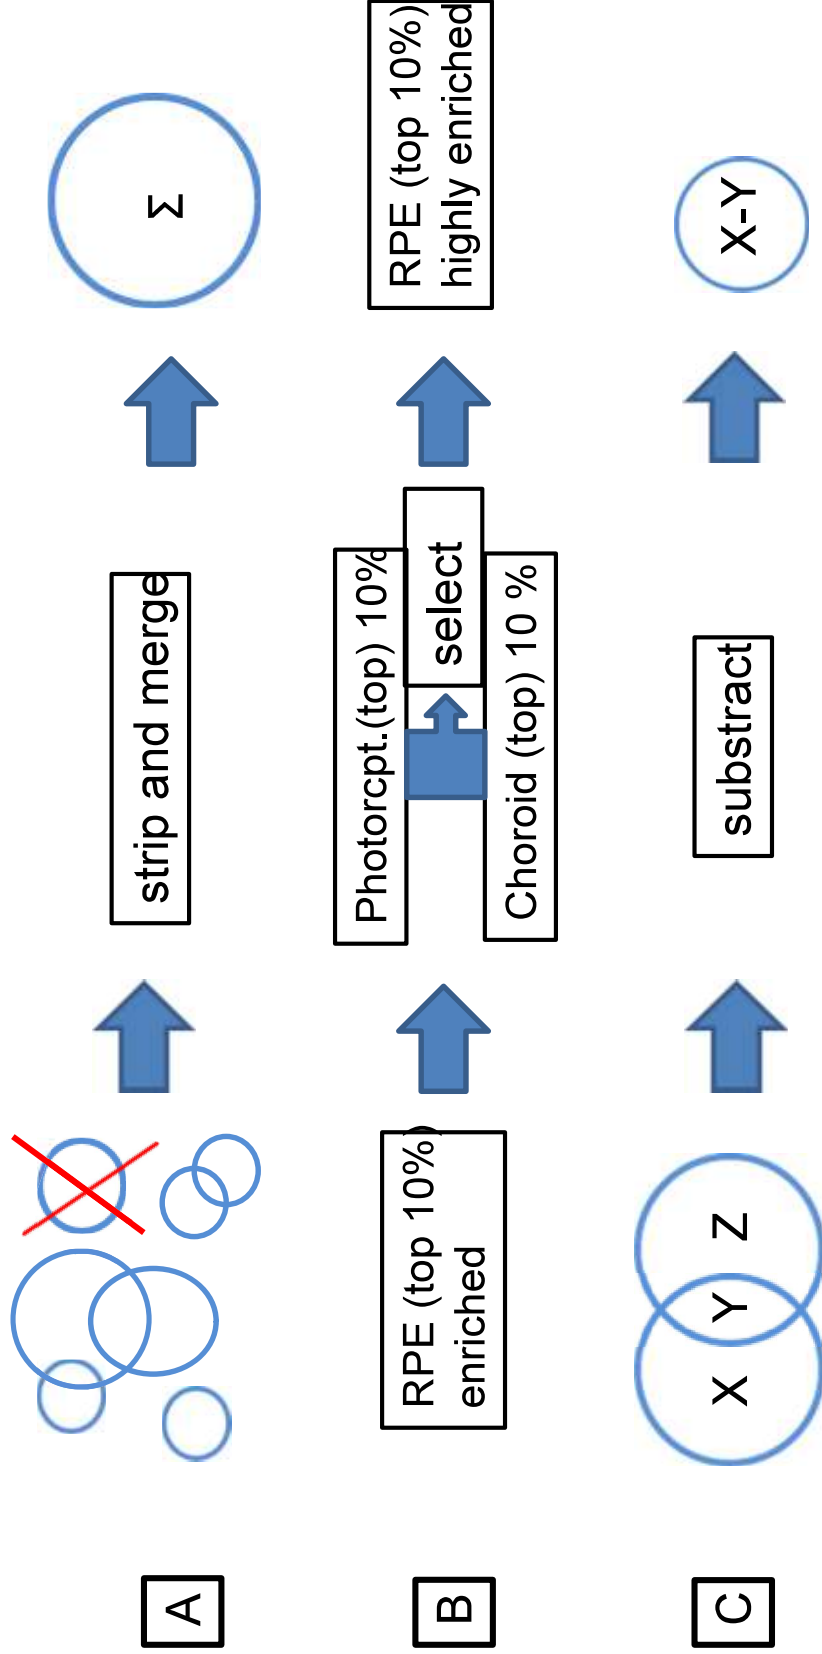 A
strip and merge
Σ
B
RPE (top 10%)
enriched
Photorcpt.(top) 10%
select
Choroid (top) 10 %
RPE (top 10%)
highly enriched
C
X Y Z
substract
X-Y